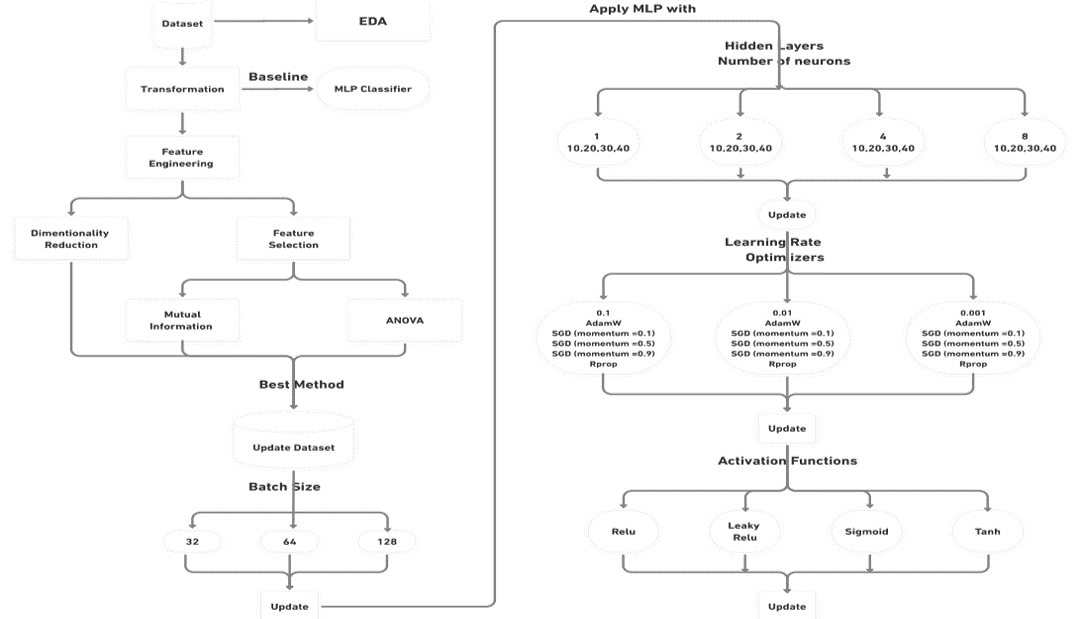 Dataset
EDA
Transformation
Baseline
MLP Classifier
Feature
Engineering
Dimentionality
Reduction
Feature
Selection
Mutual
Information
ANOVA
Best Method
Update Dataset
Batch Size
32
64
128
Update
Apply MLP with
Hidden Layers
Number of neurons
1
10,20,30,40
2
10,20,30,40
4
10,20,30,40
8
10,20,30,40
Update
Learning Rate
Optimizers
0.1
AdamW
SGD (momentum =0.1)
SGD (momentum =0.5)
SGD (momentum =0.9)
Rprop
0.01
AdamW
SGD (momentum =0.1)
SGD (momentum =0.5)
SGD (momentum =0.9)
Rprop
0.001
AdamW
SGD (momentum =0.1)
SGD (momentum =0.5)
SGD (momentum =0.9)
Rprop
Update
Activation Functions
Relu
Leaky
Relu
Sigmoid
Tanh
Update